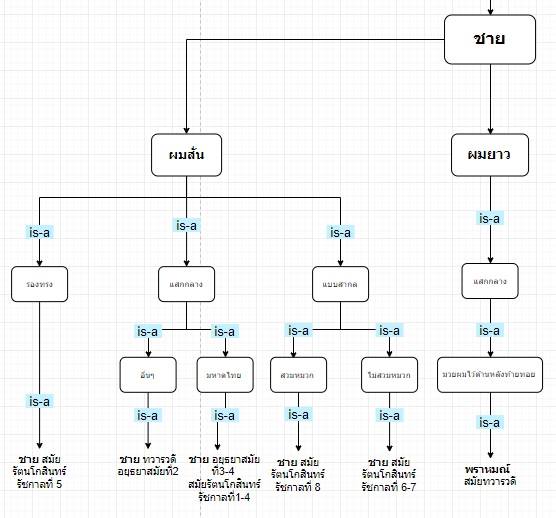 ชาย
ผมสั้น
ผมยาว
is-a
is-a
is-a
is-a
รองทรง
แสกกลาง
แบบสากล
แสกกลาง
is-a
is-a
is-a
is-a
is-a
อื่นๆ
มหาดไทย
สวมหมวก
ไม่สวมหมวก
มวยผมไว้ด้านหลังท้ายทอย
is-a
is-a
is-a
is-a
is-a
is-a
ชาย สมัย
รัตนโกสินทร์
รัชกาลที่ 5
ชาย ทวารวดี
อยุธยาสมัยที่2
ชาย อยุธยาสมัย
ที่3-4
สมัยรัตนโกสินทร์
รัชกาลที่1-4
ชาย สมัย
รัตนโกสินทร์
รัชกาลที่ 8
ชาย สมัย
รัตนโกสินทร์
รัชกาลที่ 6-7
พราหมณ์
สมัยทวารวดี